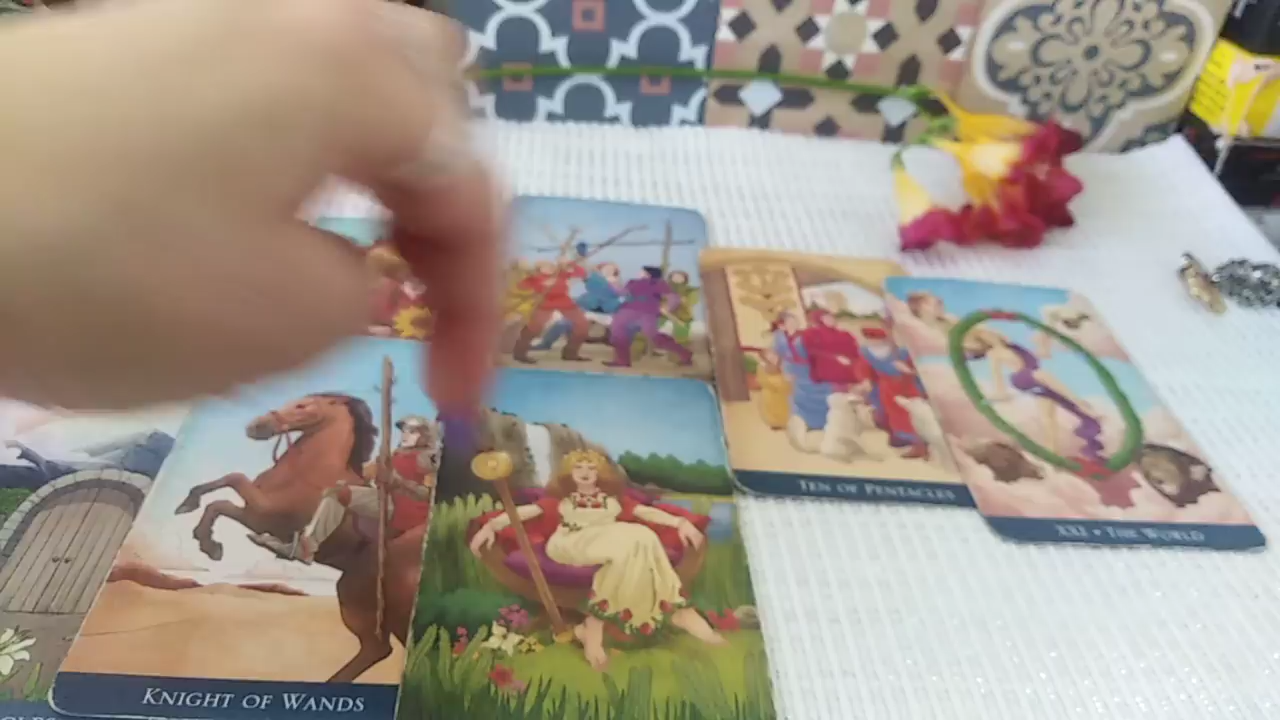 TEN OF PENTACLES
XXI • THE WORLD
KNIGHT OF WANDS